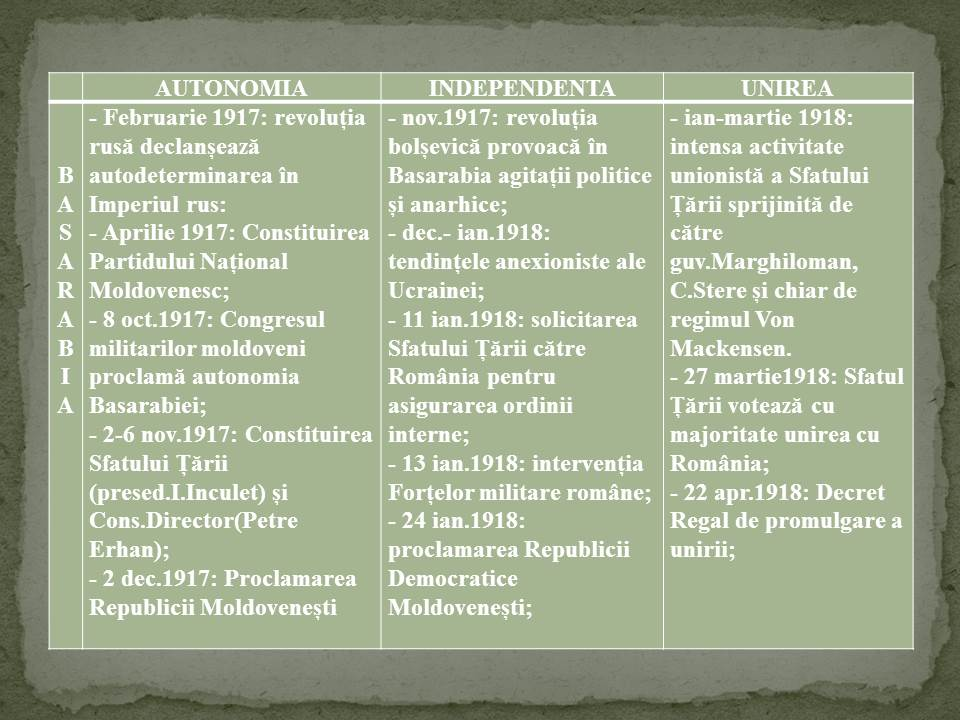 AUTONOMIA
INDEPENDENTA
UNIREA
B
A
S
A
R
A
B
I
A
- Februarie 1917: revoluția
rusă declanșează
autodeterminarea în
Imperiul rus:
- Aprilie 1917: Constituirea
Partidului Național
Moldovenesc;
- 8 oct.1917: Congresul
militarilor moldoveni
proclamă autonomia
Basarabiei;
- 2-6 nov.1917: Constituirea
Sfatului Țării
(presed.I.Inculet) și
Cons.Director(Petre
Erhan);
- 2 dec.1917: Proclamarea
Republicii Moldovenești
- nov.1917: revoluția
bolșevică provoacă în
Basarabia agitații politice
și anarhice;
- dec.- ian.1918:
tendințele anexioniste ale
Ucrainei;
- 11 ian.1918: solicitarea
Sfatului Țării către
România pentru
asigurarea ordinii
interne;
- 13 ian.1918: intervenția
Forțelor militare române;
- 24 ian.1918:
proclamarea Republicii
Democratice
Moldovenești;
- ian-martie 1918:
intensa activitate
unionistă a Sfatului
Țării sprijinită de
către
guv.Marghiloman,
C.Stere și chiar de
regimul Von
Mackensen.
- 27 martie1918: Sfatul
Țării votează cu
majoritate unirea cu
România;
- 22 apr.1918: Decret
Regal de promulgare a
unirii;